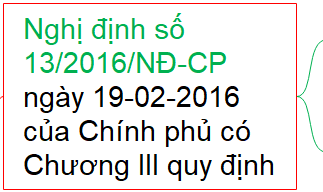 Nghị định số
13/2016/NĐ-CP
ngày 19-02-2016
của Chính phủ có
Chương III quy định